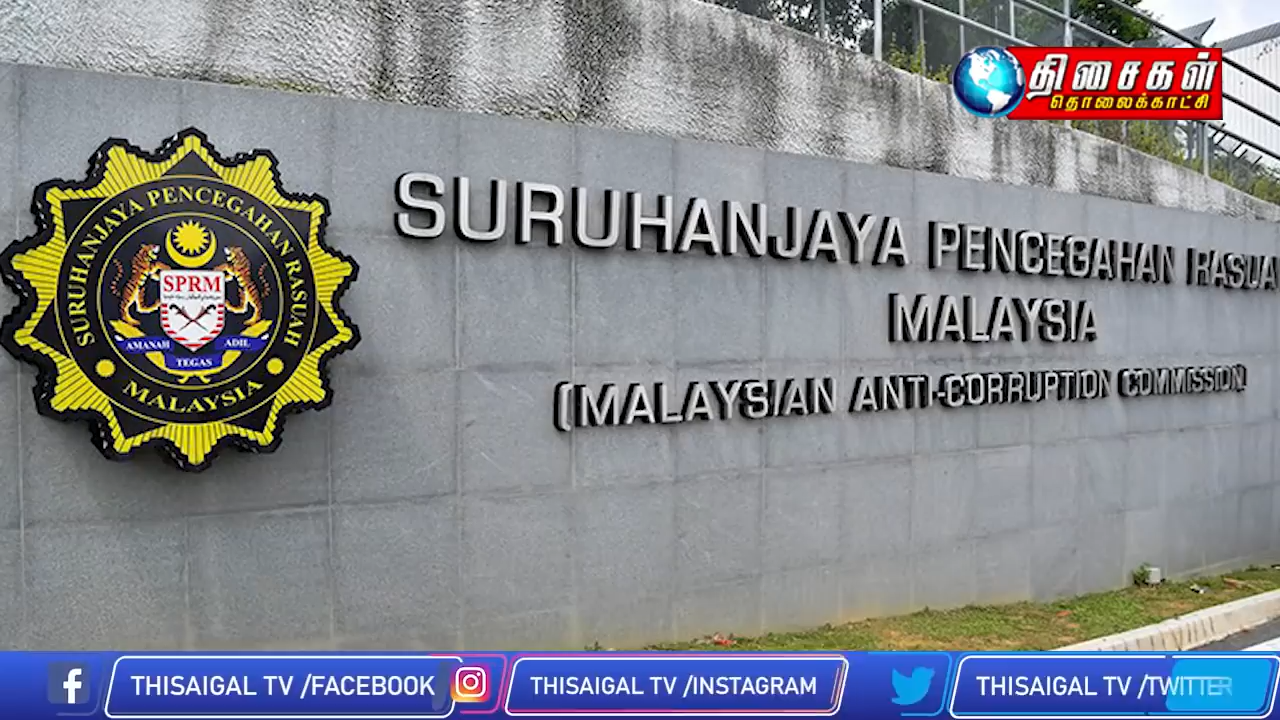 திசைகள்
தொலைக்காட்சி
SURUHANJAYA PENCEGAHAN RASUA
MALAYSIA
(MALAYSIAN ANTI-CORRUPTION COMMISSION)
SURUHANJAYA PENCEGAHAN RASUAH
SPRM
AMANAH ADIL
TEGAS
MALAYSIA
THISAIGAL TV /FACEBOOK
THISAIGAL TV /INSTAGRAM
THISAIGAL TV /TWITTER